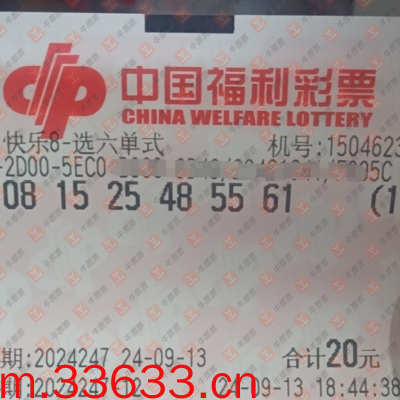 中国福利彩票
CHINA WELFARE LOTTERY
快乐8-选六单式 机号:1504623
-2D00-5EC0
08 15 25 48 55 61 (1
期:2024247 24-09-13 合计20元
24-09-13 18:44:38
m.33633.cn